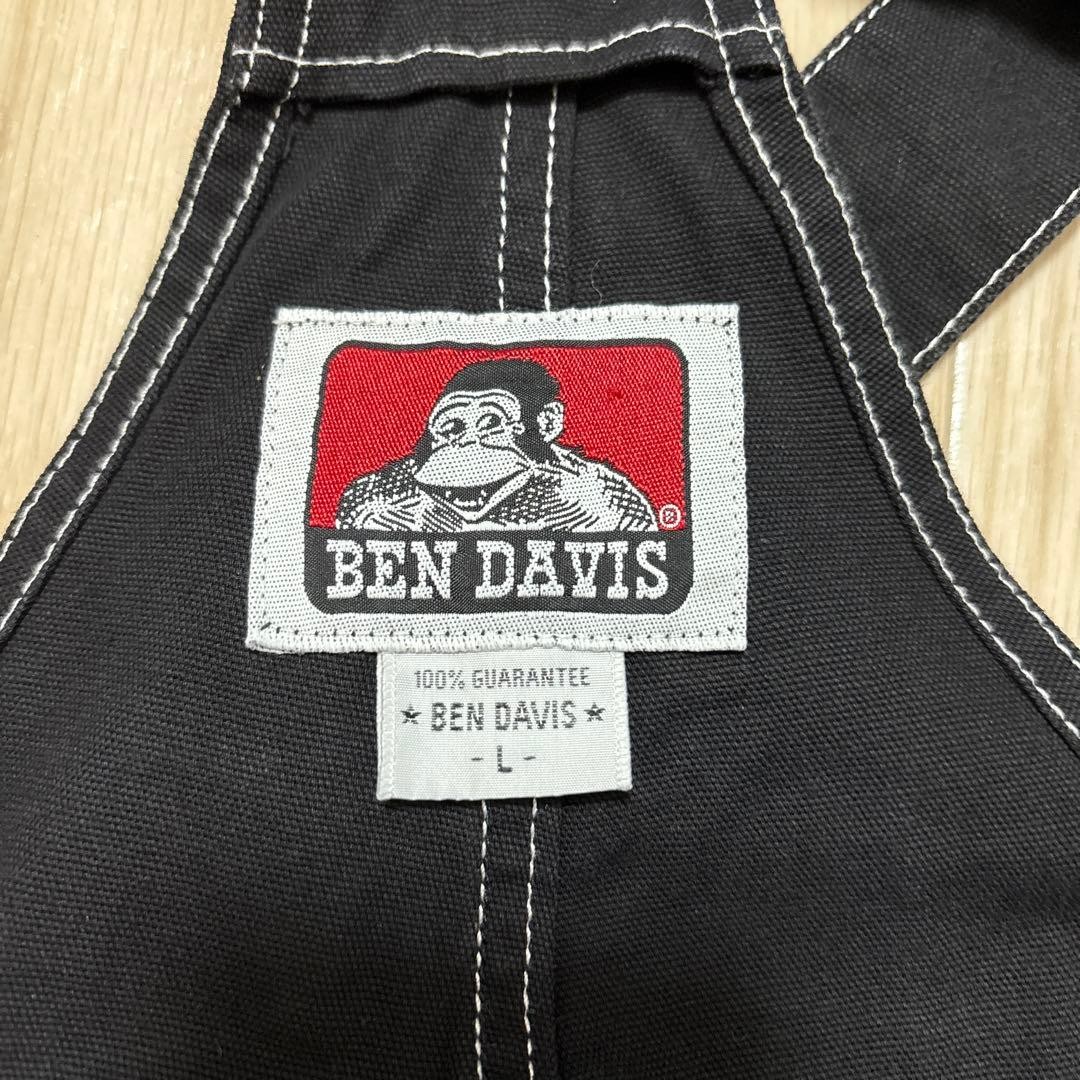 ®
BEN DAVIS
100% GUARANTEE
★ BEN DAVIS ★
- L -